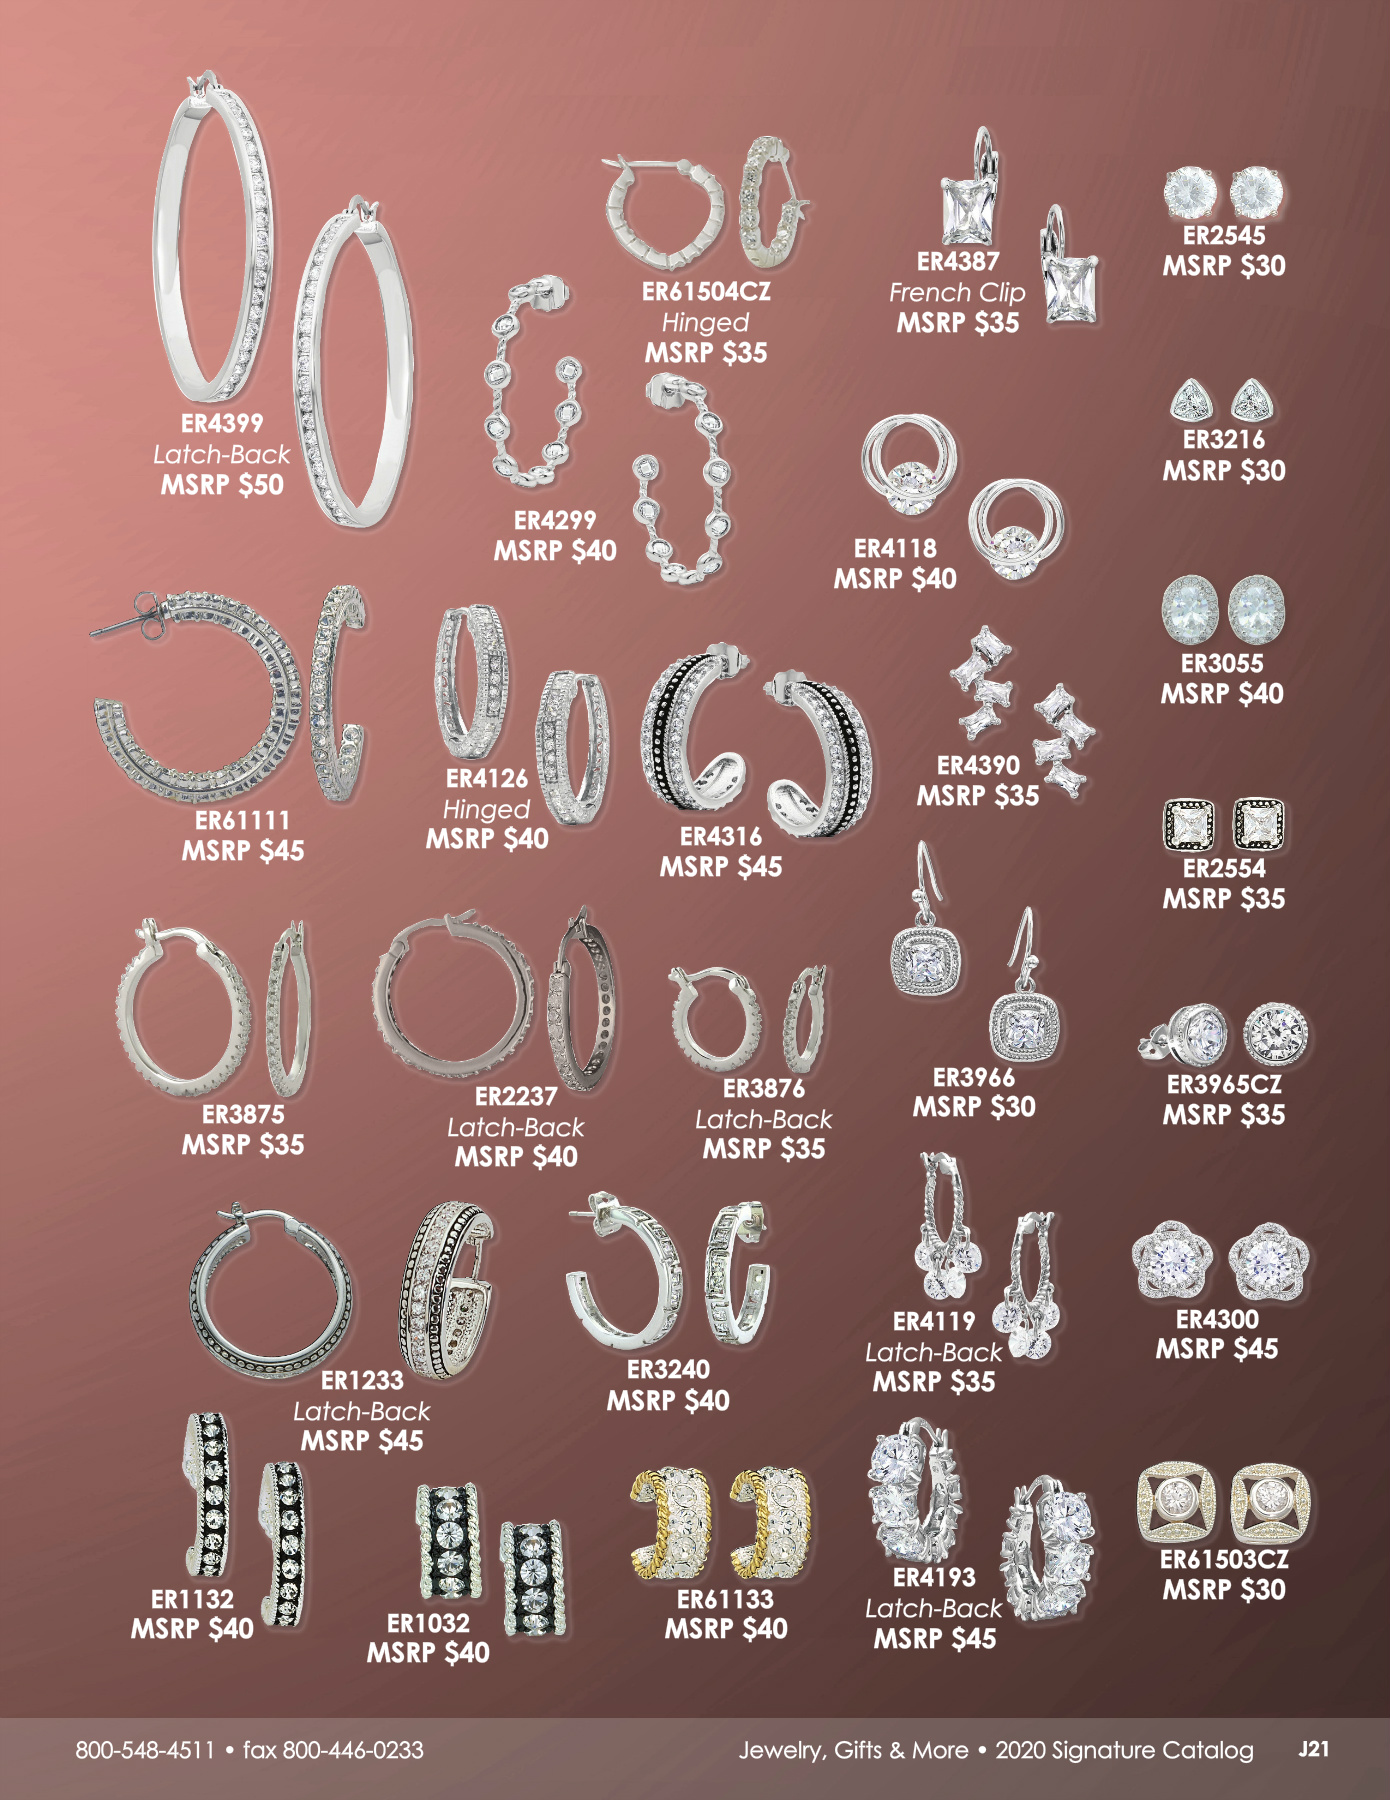 ER4399
Latch-Back
MSRP $50
ER61504CZ
Hinged
MSRP $35
ER4387
French Clip
MSRP $35
ER2545
MSRP $30
ER4299
MSRP $40
ER4118
MSRP $40
ER3216
MSRP $30
ER61111
MSRP $45
ER4126
Hinged
MSRP $40
ER4316
MSRP $45
ER4390
MSRP $35
ER3055
MSRP $40
ER2554
MSRP $35
ER3875
MSRP $35
ER2237
Latch-Back
MSRP $40
ER3876
Latch-Back
MSRP $35
ER3966
MSRP $30
ER3965CZ
MSRP $35
ER1233
Latch-Back
MSRP $45
ER3240
MSRP $40
ER4119
Latch-Back
MSRP $35
ER4300
MSRP $45
ER1132
MSRP $40
ER1032
MSRP $40
ER61133
MSRP $40
ER4193
Latch-Back
MSRP $45
ER61503CZ
MSRP $30
800-548-4511 • fax 800-446-0233
Jewelry, Gifts & More • 2020 Signature Catalog J21